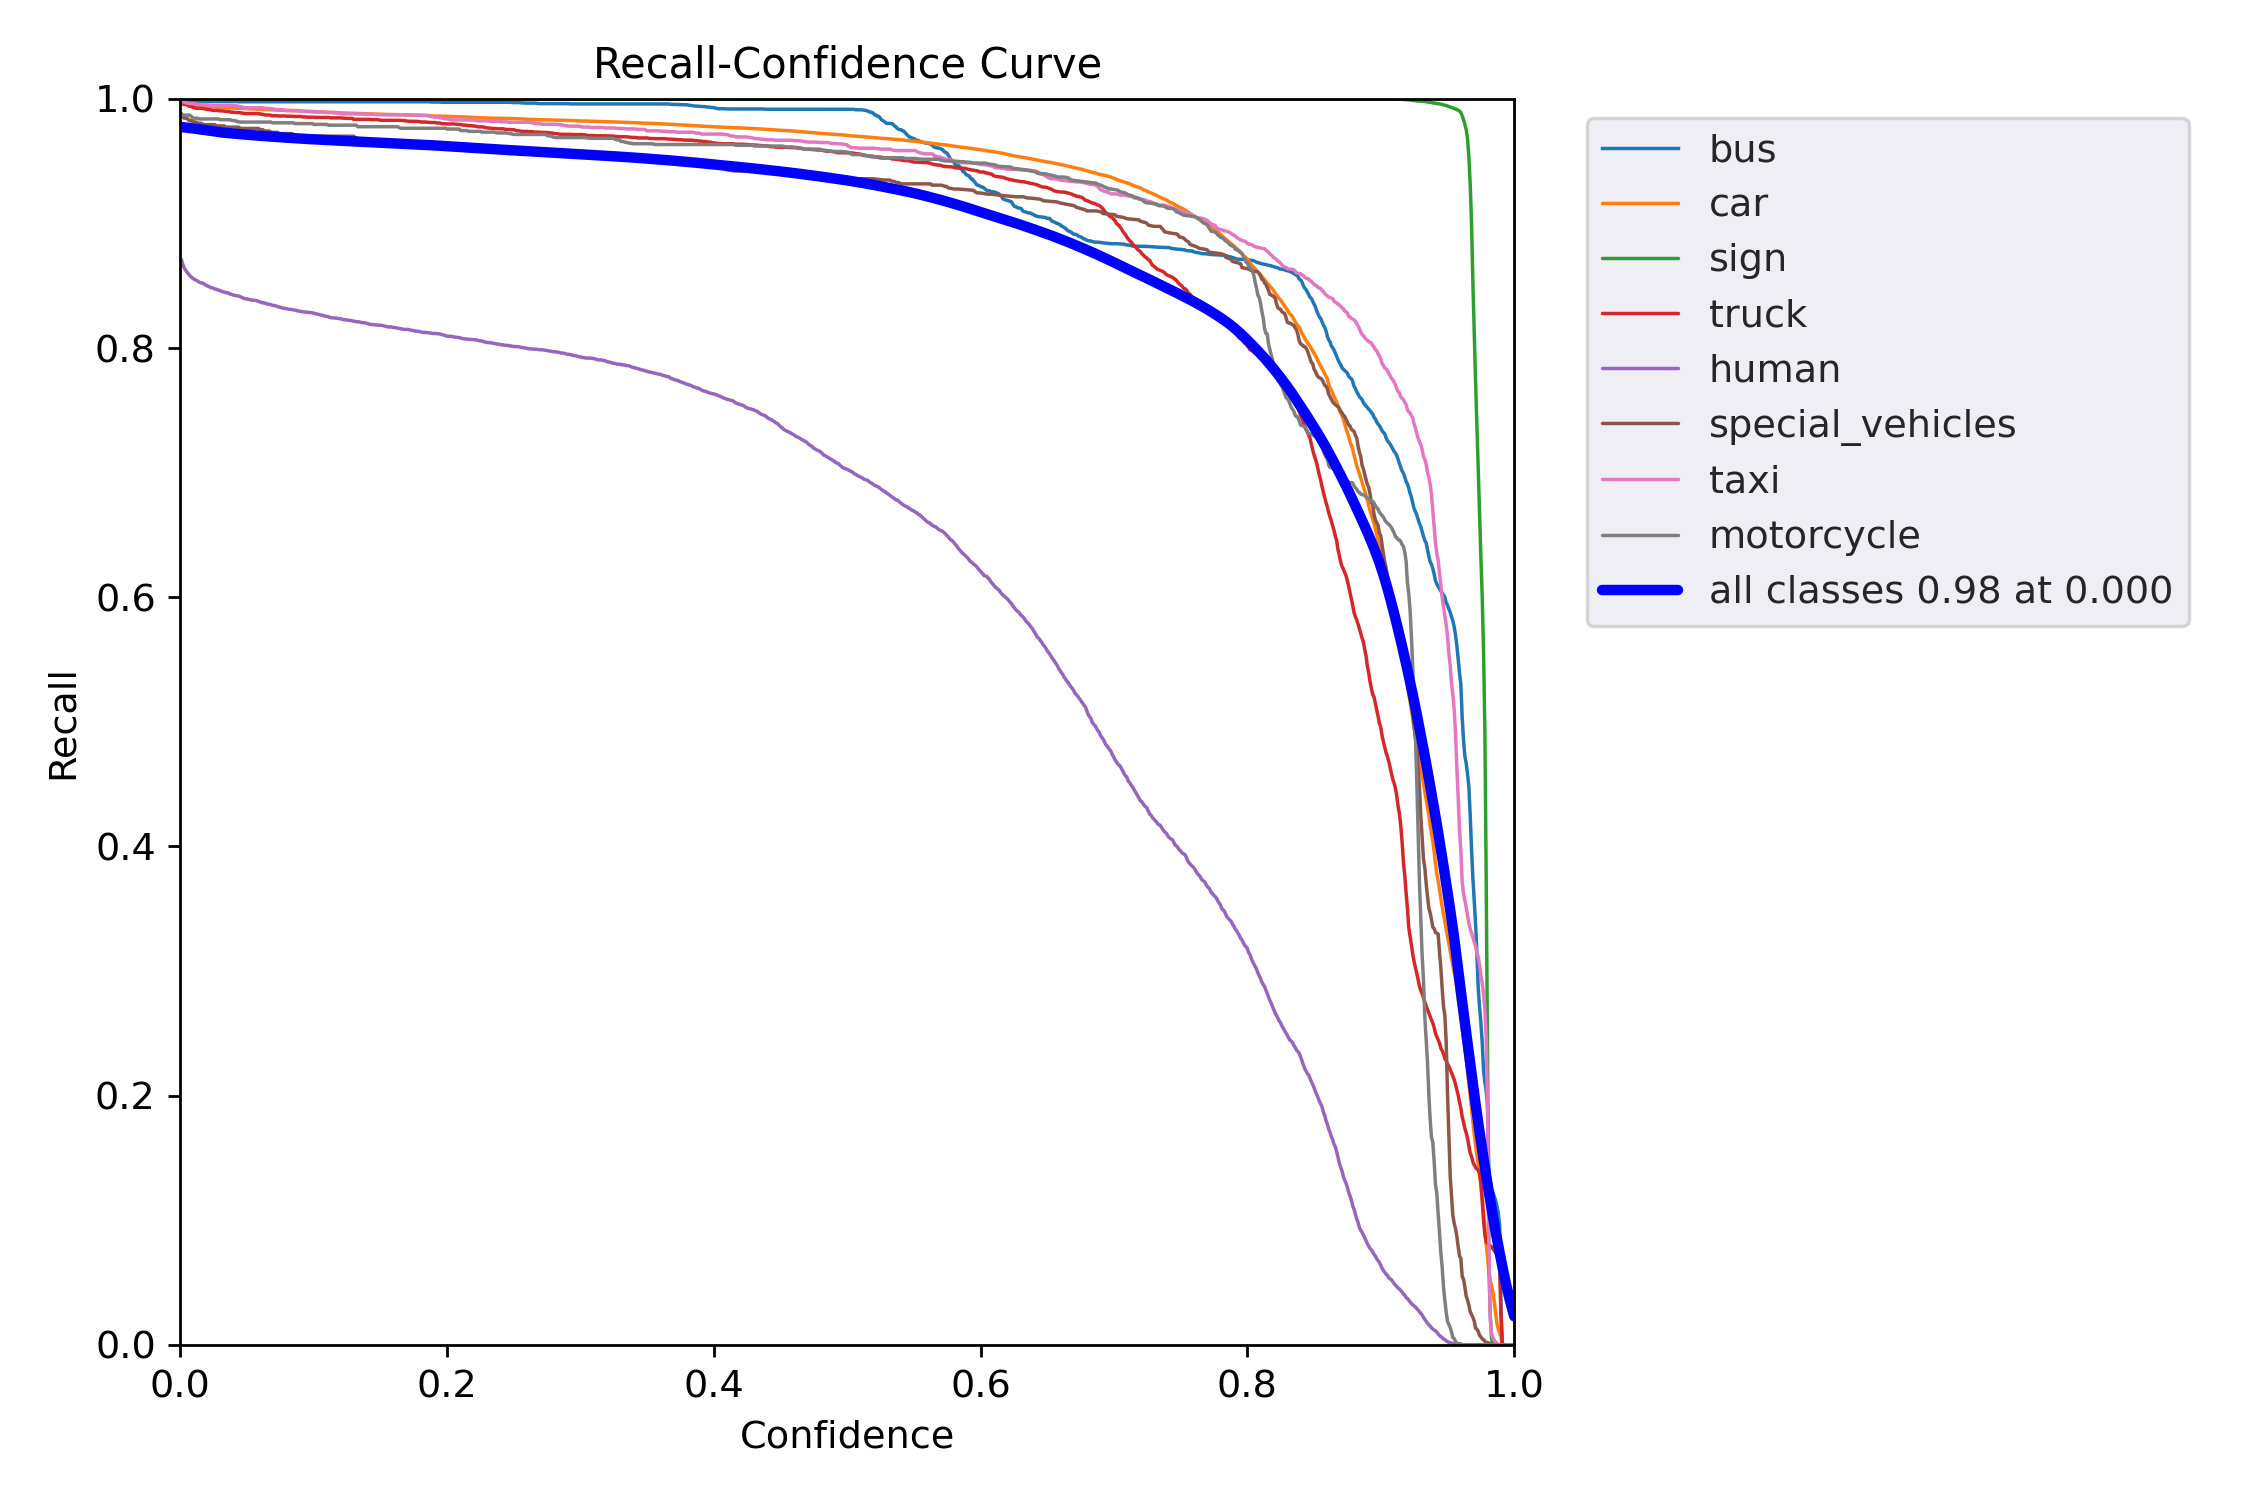 Recall-Confidence Curve
1.0
0.8
0.6
0.4
0.2
0.0
Recall
0.0 0.2 0.4 0.6 0.8 1.0
Confidence
bus
car
sign
truck
human
special_vehicles
taxi
motorcycle
all classes 0.98 at 0.000